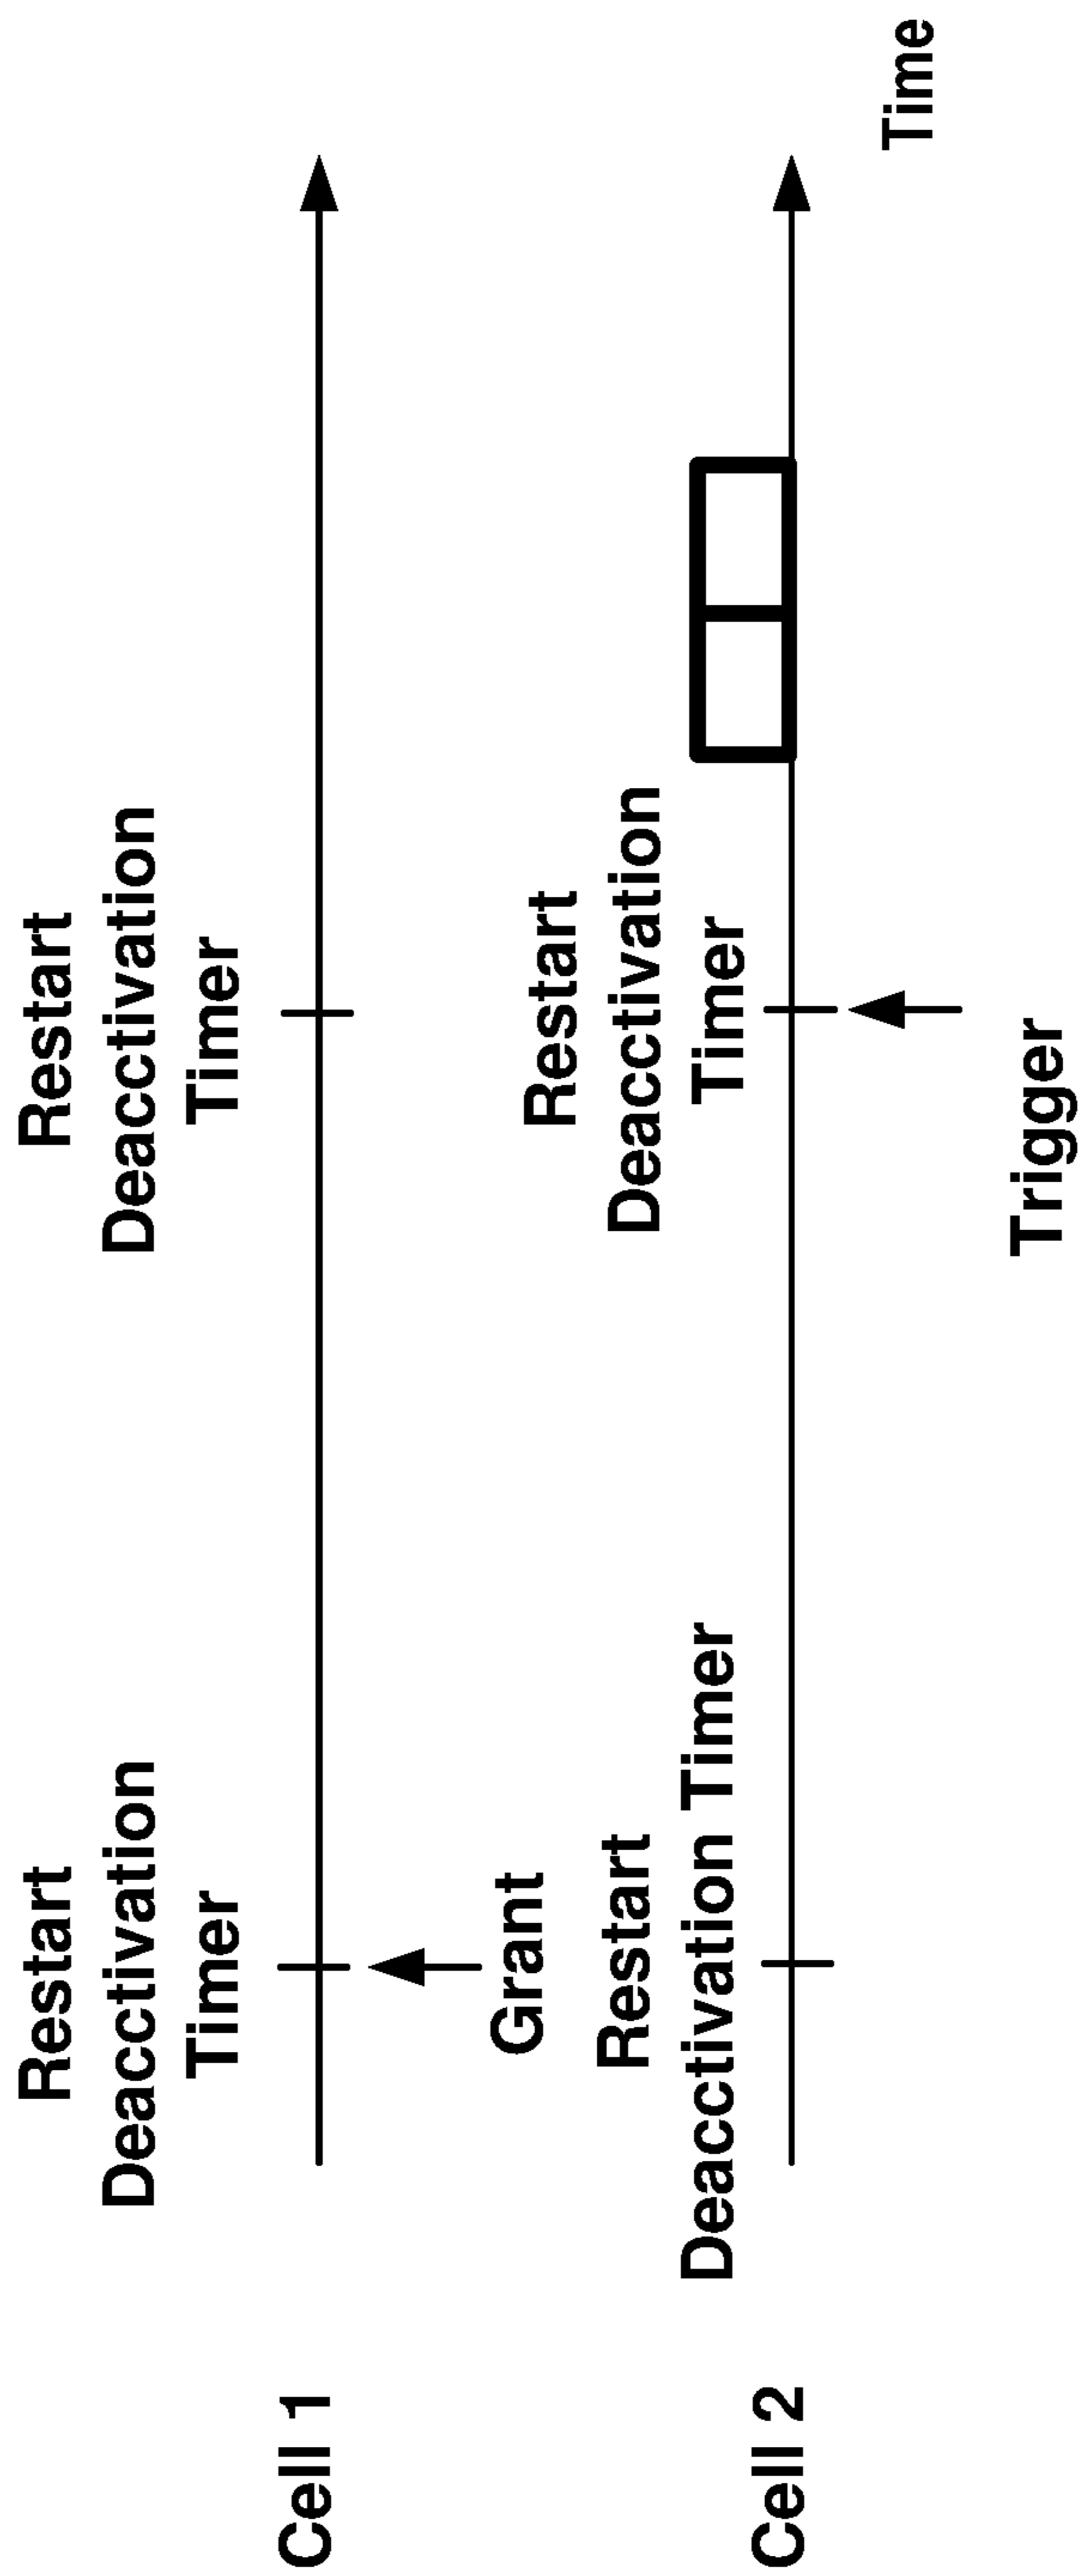 Restart
Deacctivation
Timer
Restart
Deacctivation
Timer
Cell 1
Grant
Restart
Deacctivation Timer
Restart
Deacctivation
Timer
Cell 2
Time
Trigger